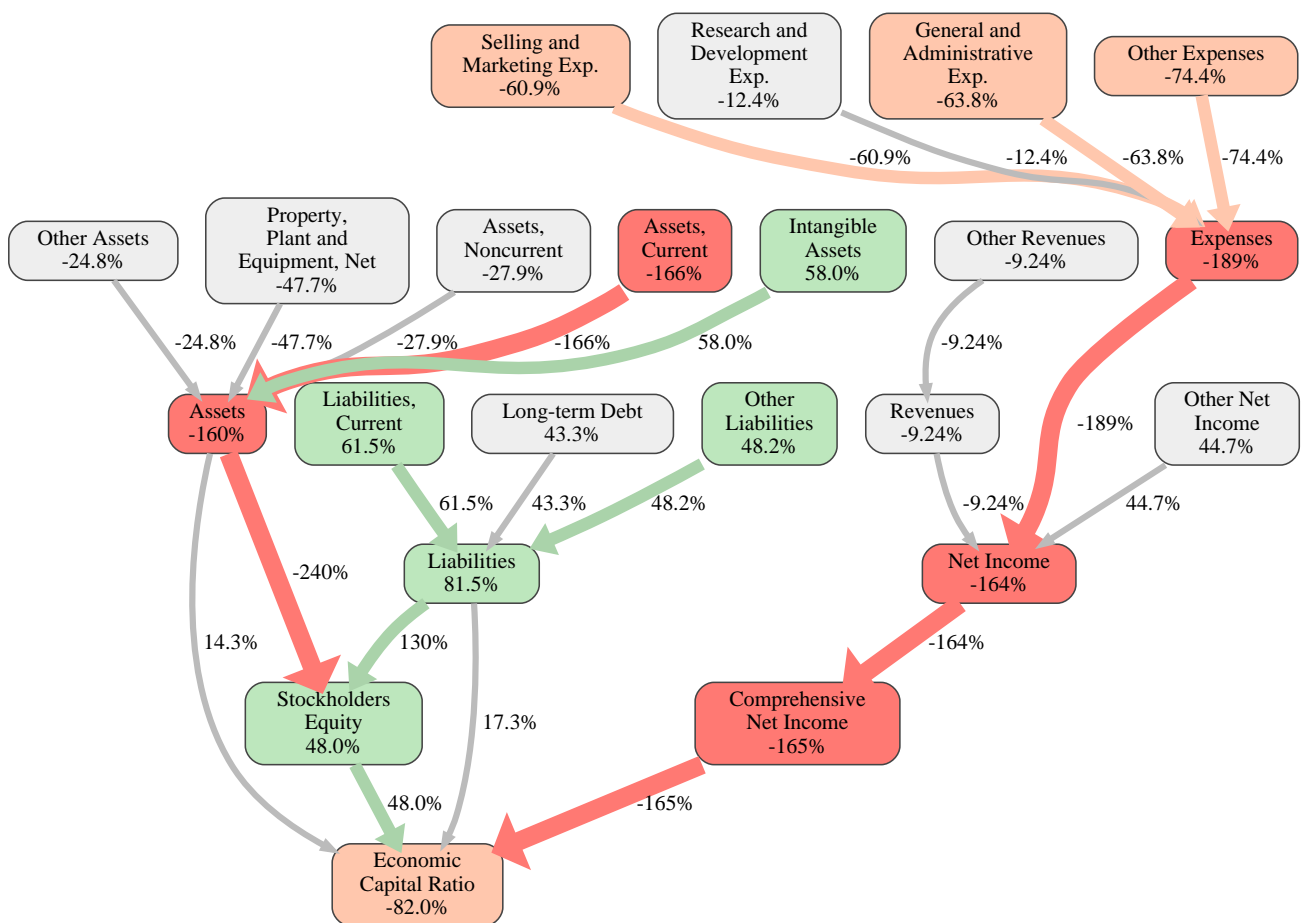 Selling and
Marketing Exp.
-60.9%
Research and
Development
Exp.
-12.4%
General and
Administrative
Exp.
-63.8%
Other Expenses
-74.4%
-60.9%
-12.4%
-63.8%
-74.4%
Other Assets
-24.8%
Property,
Plant and
Equipment, Net
-47.7%
Assets,
Noncurrent
-27.9%
Assets,
Current
-166%
Intangible
Assets
58.0%
Other Revenues
-9.24%
Expenses
-189%
-24.8%
-47.7%
-27.9%
-166%
58.0%
-9.24%
-189%
Assets
-160%
Liabilities,
Current
61.5%
Long-term Debt
43.3%
Other
Liabilities
48.2%
Revenues
-9.24%
Other Net
Income
44.7%
61.5%
43.3%
48.2%
-9.24%
44.7%
-240%
Liabilities
81.5%
Net Income
-164%
14.3%
130%
-164%
17.3%
Stockholders
Equity
48.0%
Comprehensive
Net Income
-165%
48.0%
-165%
Economic
Capital Ratio
-82.0%